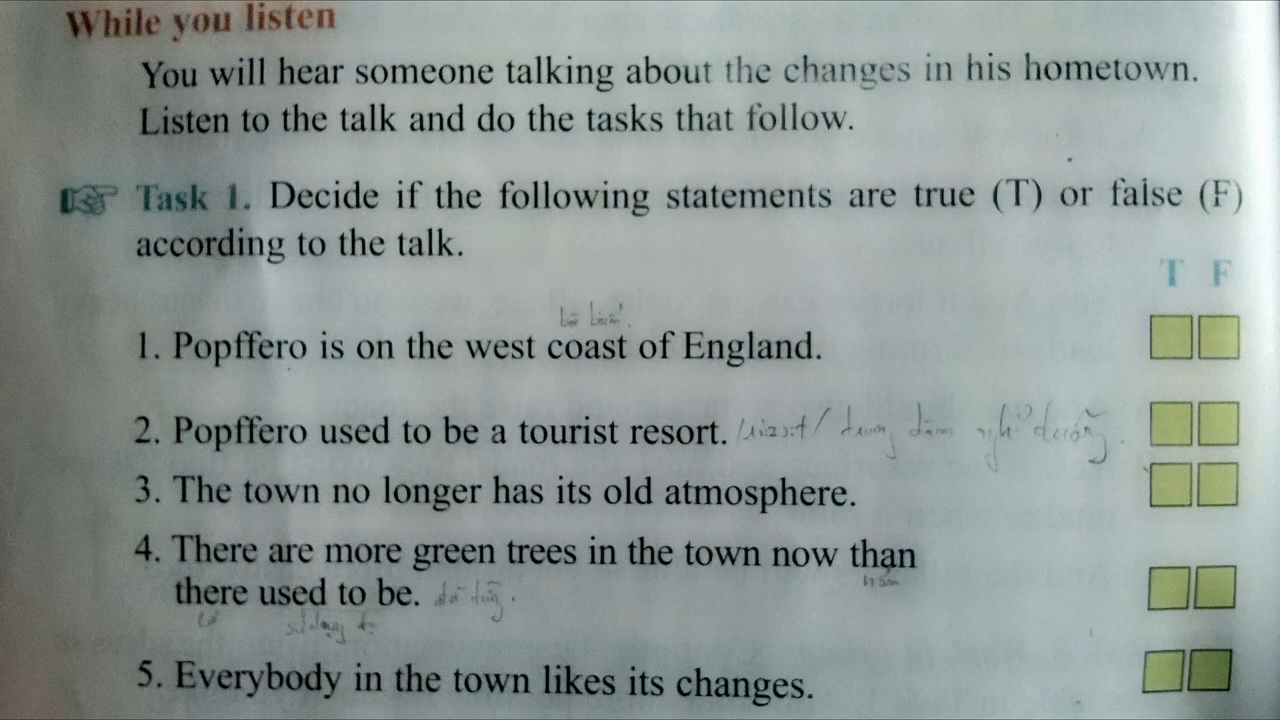 While you listen
You will hear someone talking about the changes in his hometown.
Listen to the talk and do the tasks that follow.
Task 1. Decide if the following statements are true (T) or false (F)
according to the talk.
T F
1. Popffero is on the west coast of England.
2. Popffero used to be a tourist resort.
3. The town no longer has its old atmosphere.
4. There are more green trees in the town now than
there used to be. đã từng.
5. Everybody in the town likes its changes.